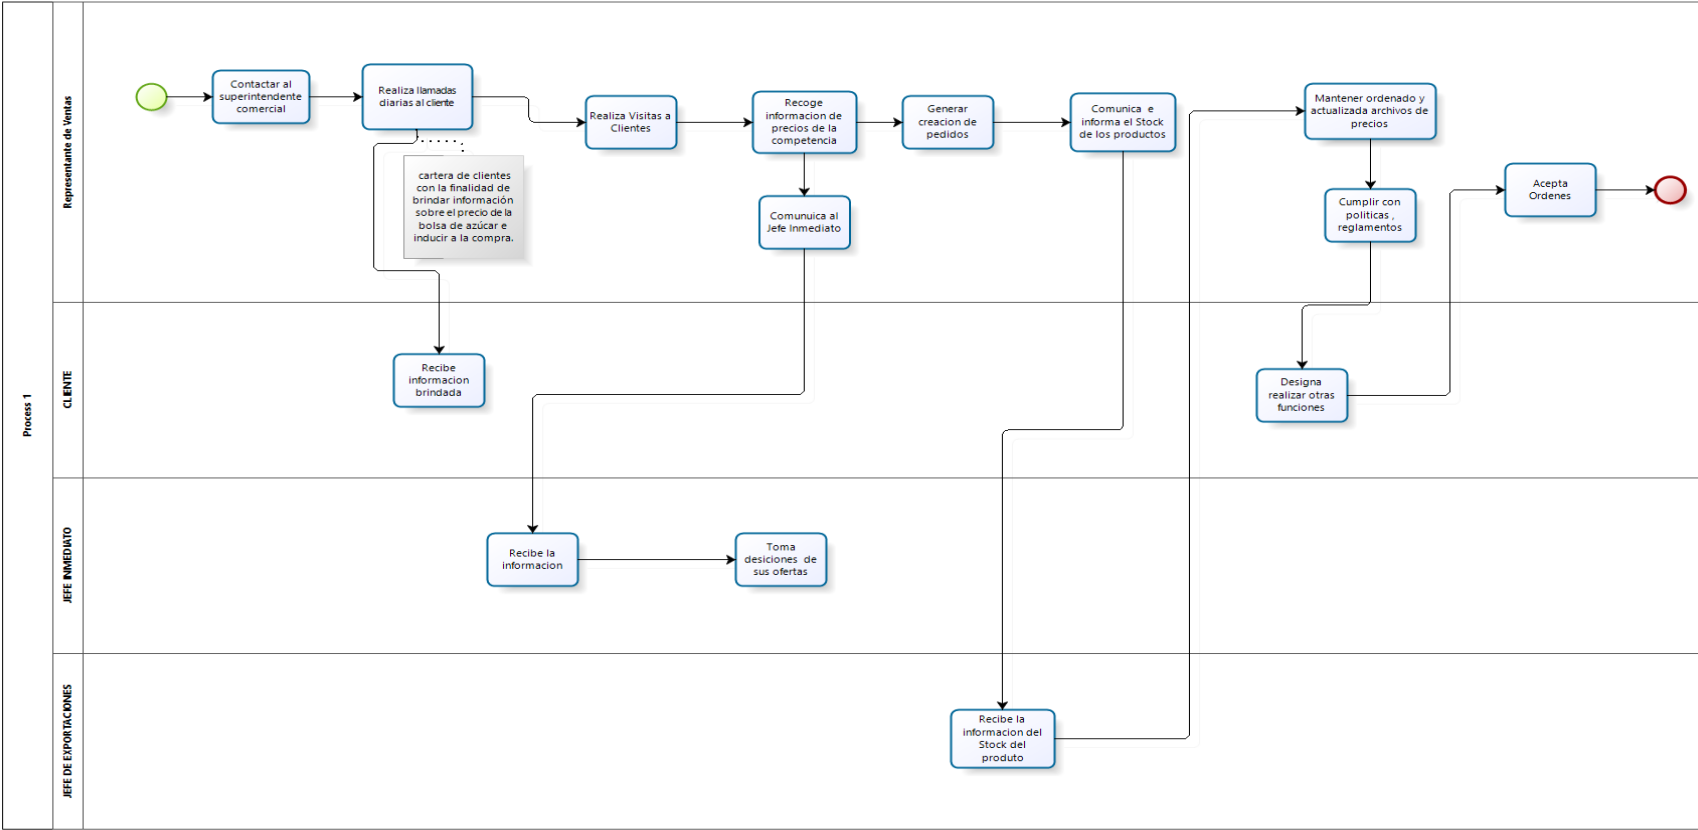 Process 1
Representante de Ventas
Contactar al
superintendente
comercial
Realiza llamadas
diarias al cliente
cartera de clientes
con la finalidad de
brindar información
sobre el precio de la
bolsa de azúcar e
inducir a la compra.
Realiza Visitas a
Clientes
Recoge
informacion de
precios de la
competencia
Comunuica al
Jefe Inmediato
Generar
creacion de
pedidos
Comunica e
informa el Stock
de los productos
Mantener ordenado y
actualizada archivos de
precios
Cumplir con
politicas ,
reglamentos
Acepta
Ordenes
CLIENTE
Recibe
informacion
brindada
Designa
realizar otras
funciones
JEFE INMEDIATO
Recibe la
informacion
Toma
desiciones de
sus ofertas
JEFE DE EXPORTACIONES
Recibe la
informacion del
Stock del
produto